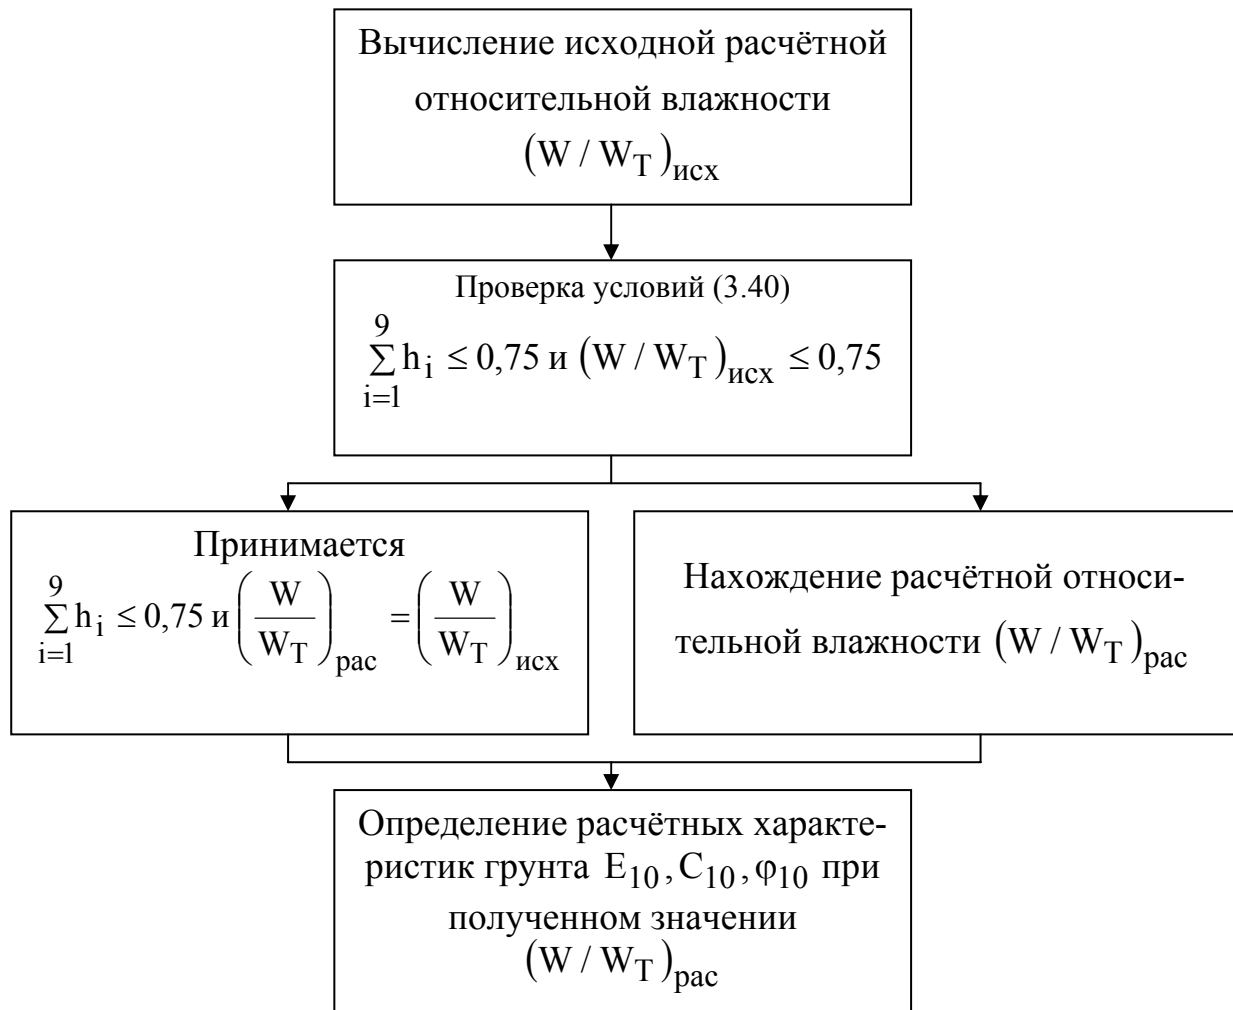 Вычисление исходной расчётной
относительной влажности
(W / W_T)_исх
Проверка условий (3.40)
∑_{i=1}^{9} h_i ≤ 0,75 и (W / W_T)_исх ≤ 0,75
Принимается
∑_{i=1}^{9} h_i ≤ 0,75 и (W / W_T)_рас = (W / W_T)_исх
Нахождение расчётной относи-
тельной влажности (W / W_T)_рас
Определение расчётных характе-
ристик грунта E_10, C_10, φ_10 при
полученном значении
(W / W_T)_рас